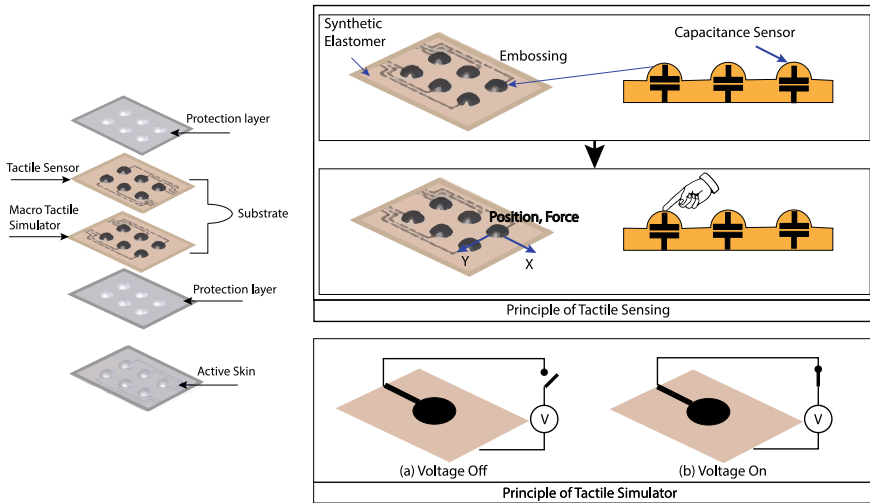 Protection layer
Tactile Sensor
Substrate
Macro Tactile
Simulator
Protection layer
Active Skin
Synthetic
Elastomer
Embossing
Capacitance Sensor
Position, Force
Y
X
Principle of Tactile Sensing
V
(a) Voltage Off
V
(b) Voltage On
Principle of Tactile Simulator